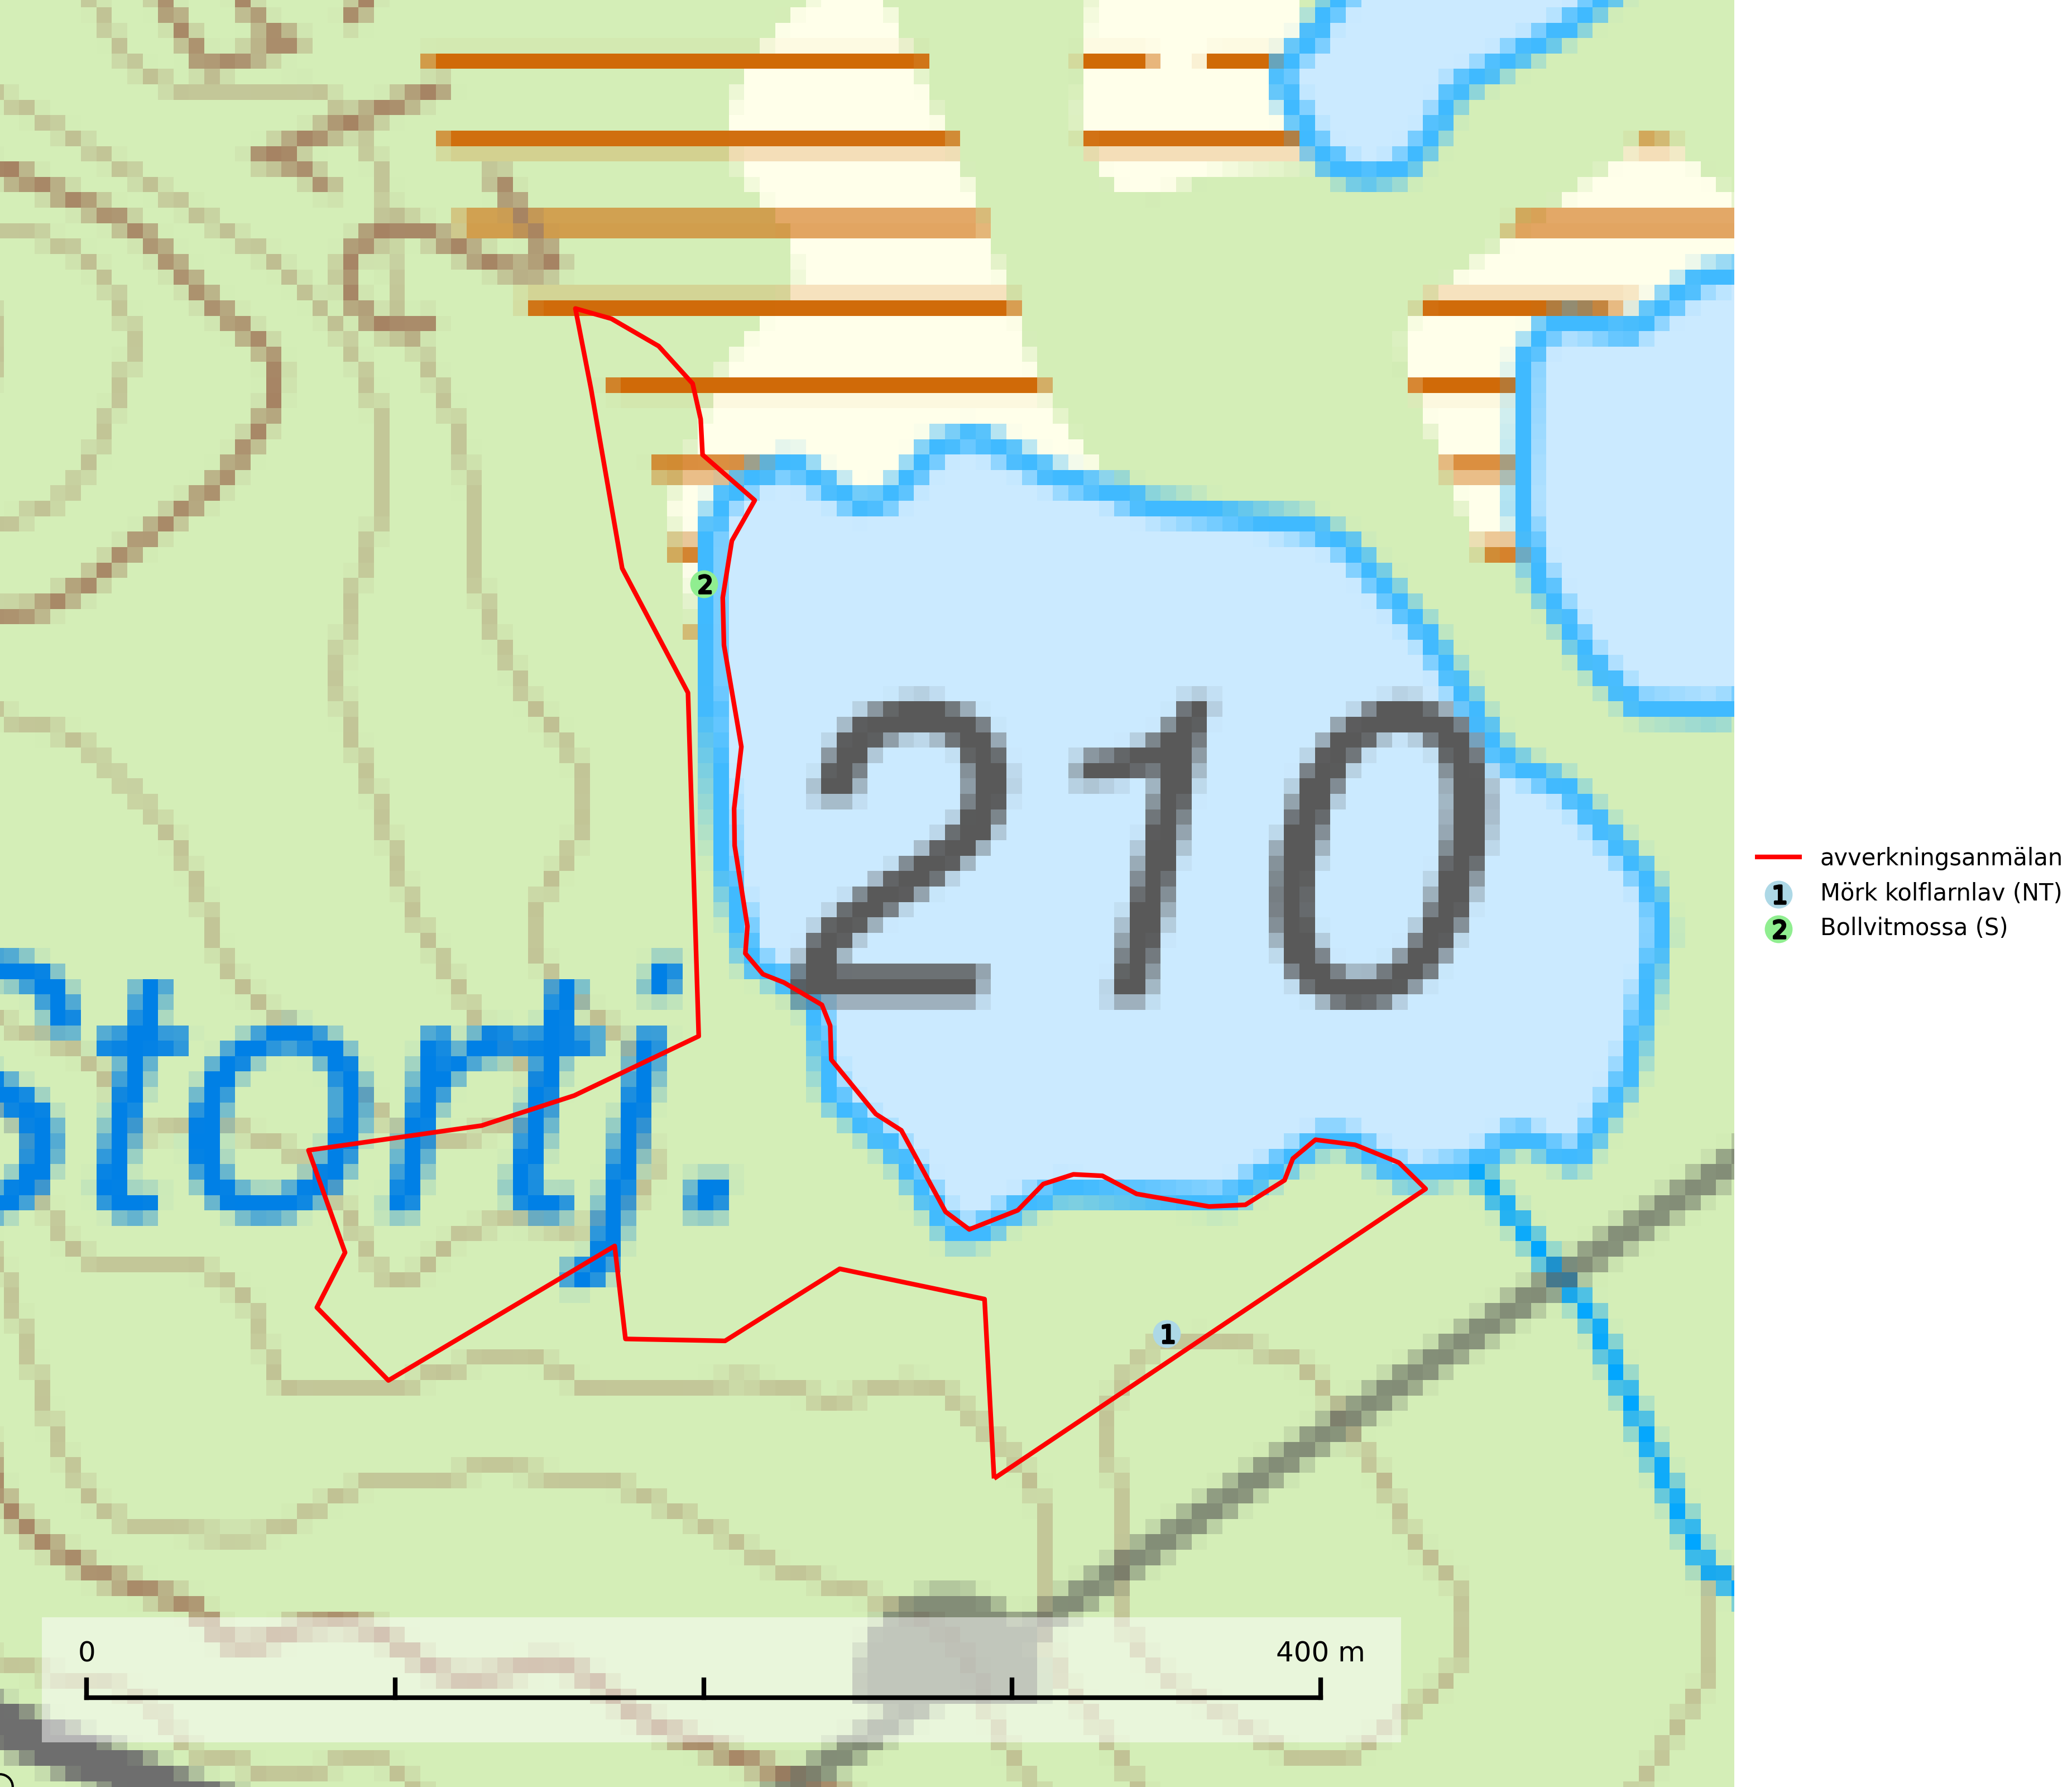 2
210
Stortj.
1
0 400 m
avverkningsanmälan
1 Mörk kolflarnlav (NT)
2 Bollvitmossa (S)